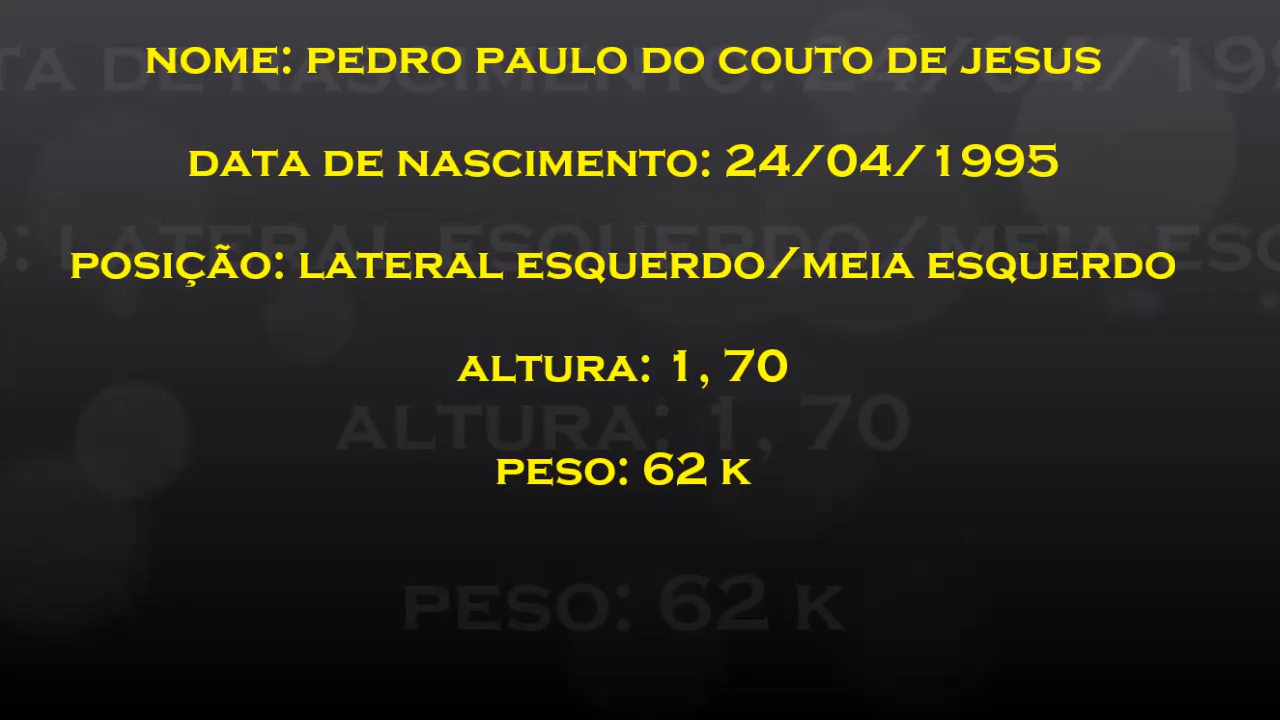 NOME: PEDRO PAULO DO COUTO DE JESUS
DATA DE NASCIMENTO: 24/04/1995
POSIÇÃO: LATERAL ESQUERDO/MEIA ESQUERDO
ALTURA: 1, 70
PESO: 62 K